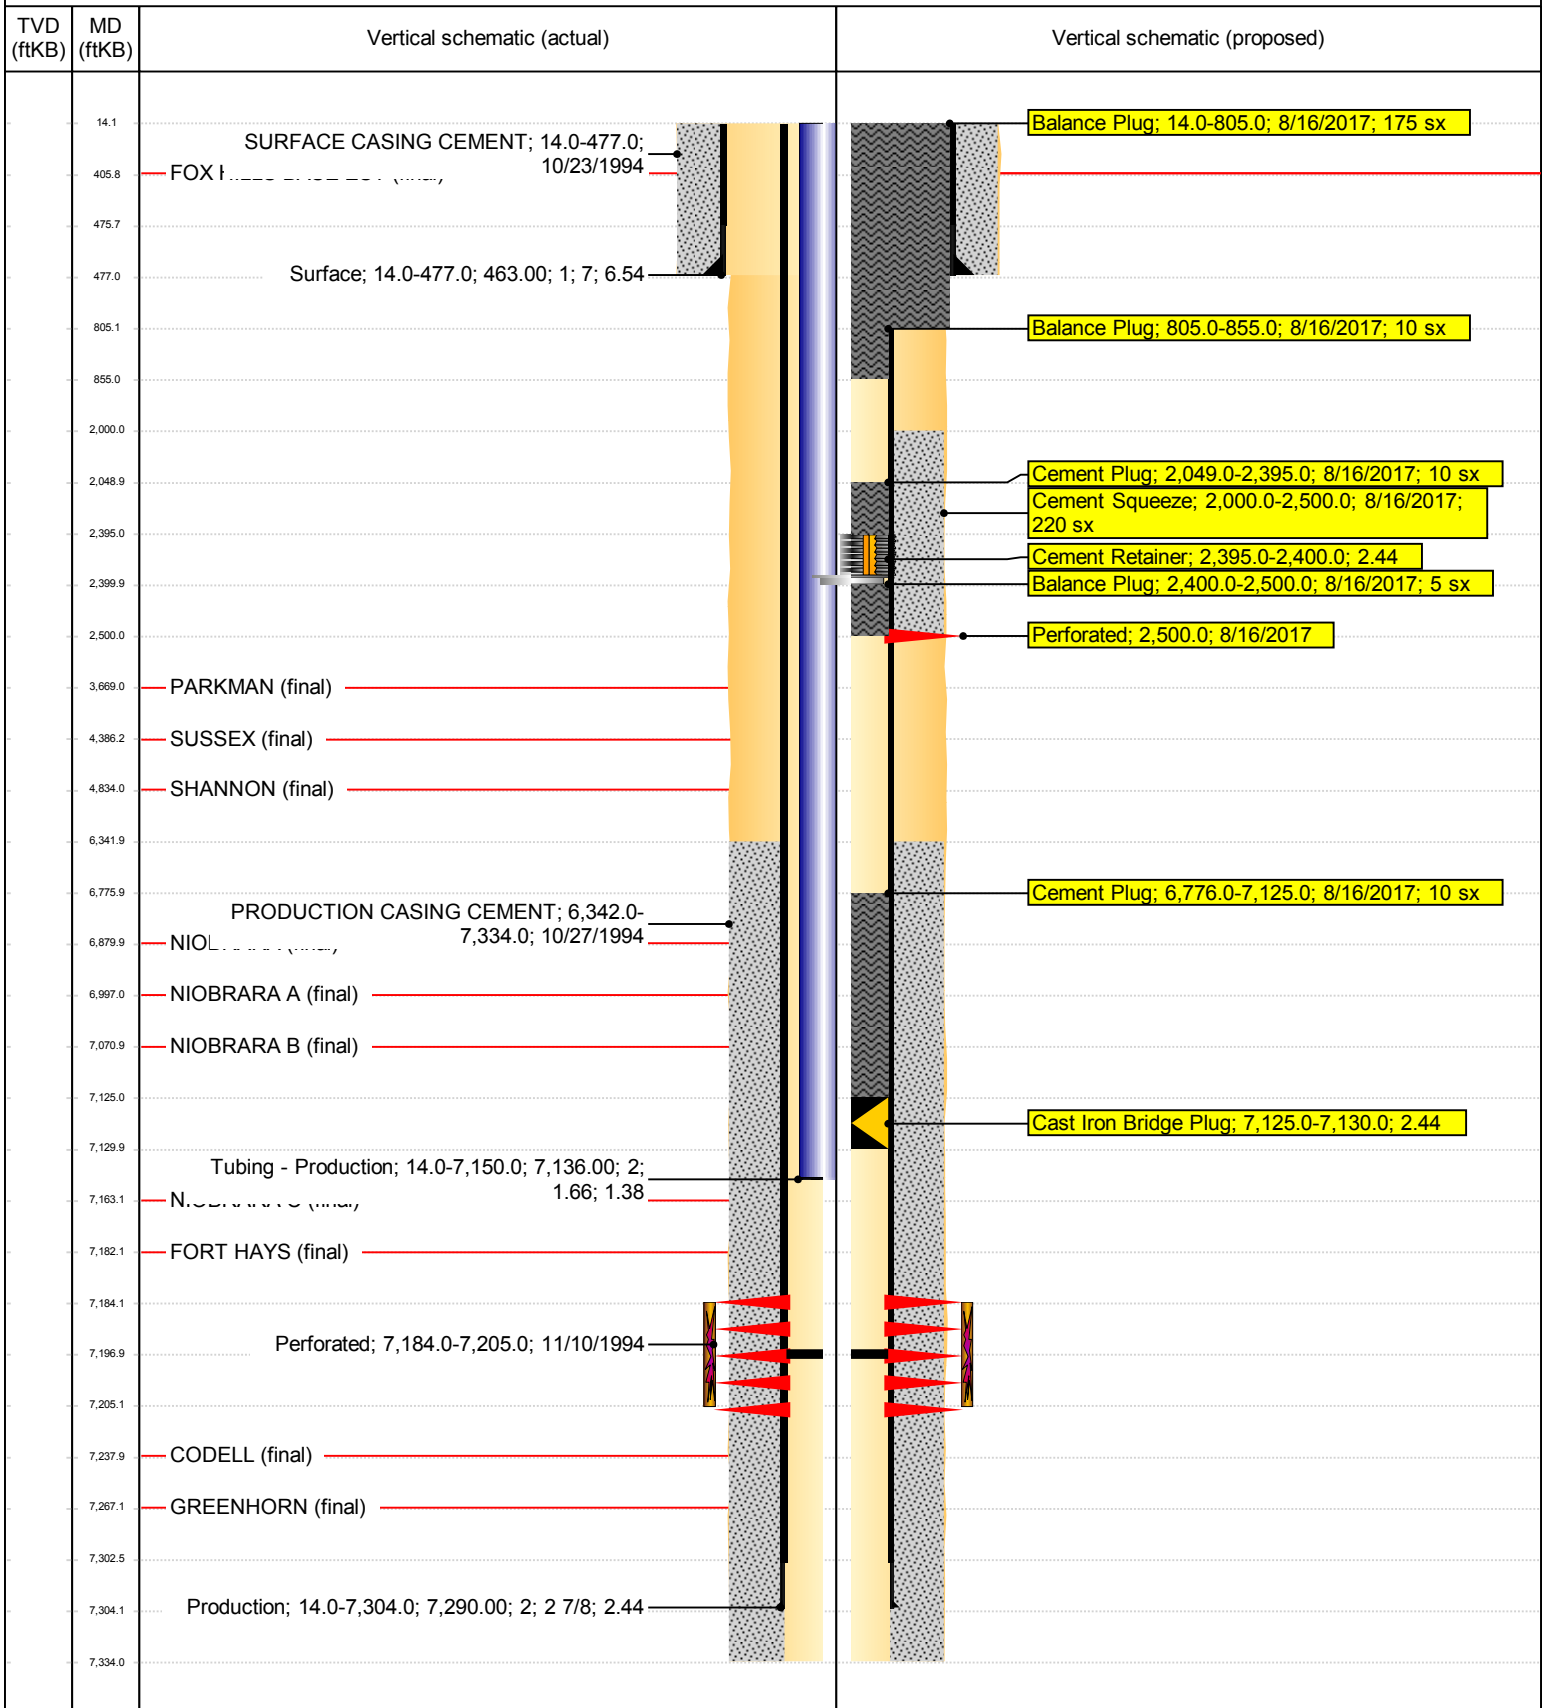 TVD (ftKB)
MD (ftKB)
Vertical schematic (actual)
Vertical schematic (proposed)
14.1
SURFACE CASING CEMENT; 14.0-477.0;
10/23/1994
Balance Plug; 14.0-805.0; 8/16/2017; 175 sx
405.8
FOX
(final)
475.7
477.0
Surface; 14.0-477.0; 463.00; 1; 7; 6.54
805.1
Balance Plug; 805.0-855.0; 8/16/2017; 10 sx
855.0
2,000.0
2,048.9
Cement Plug; 2,049.0-2,395.0; 8/16/2017; 10 sx
Cement Squeeze; 2,000.0-2,500.0; 8/16/2017;
220 sx
2,395.0
Cement Retainer; 2,395.0-2,400.0; 2.44
2,399.9
Balance Plug; 2,400.0-2,500.0; 8/16/2017; 5 sx
2,500.0
Perforated; 2,500.0; 8/16/2017
3,669.0
PARKMAN (final)
4,386.2
SUSSEX (final)
4,834.0
SHANNON (final)
6,341.9
6,775.9
Cement Plug; 6,776.0-7,125.0; 8/16/2017; 10 sx
PRODUCTION CASING CEMENT; 6,342.0-
7,334.0; 10/27/1994
6,879.9
6,997.0
NIOBRARA A (final)
7,070.9
NIOBRARA B (final)
7,125.0
Cast Iron Bridge Plug; 7,125.0-7,130.0; 2.44
7,129.9
Tubing - Production; 14.0-7,150.0; 7,136.00; 2;
1.66; 1.38
7,163.1
7,182.1
FORT HAYS (final)
7,184.1
Perforated; 7,184.0-7,205.0; 11/10/1994
7,196.9
7,205.1
7,237.9
CODELL (final)
7,267.1
GREENHORN (final)
7,302.5
7,304.1
Production; 14.0-7,304.0; 7,290.00; 2; 2 7/8; 2.44
7,334.0